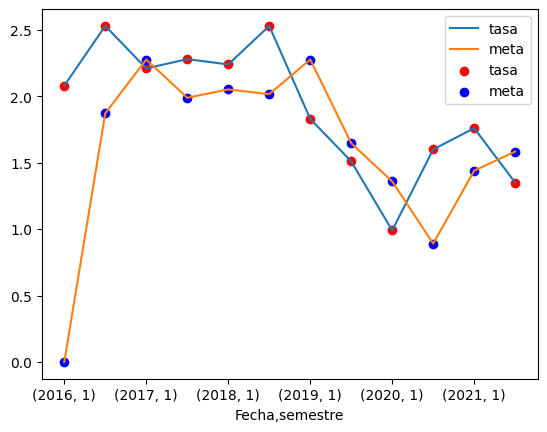 tasa
meta
tasa
meta
2.5
2.0
1.5
1.0
0.5
0.0
(2016, 1) (2017, 1) (2018, 1) (2019, 1) (2020, 1) (2021, 1)
Fecha,semestre